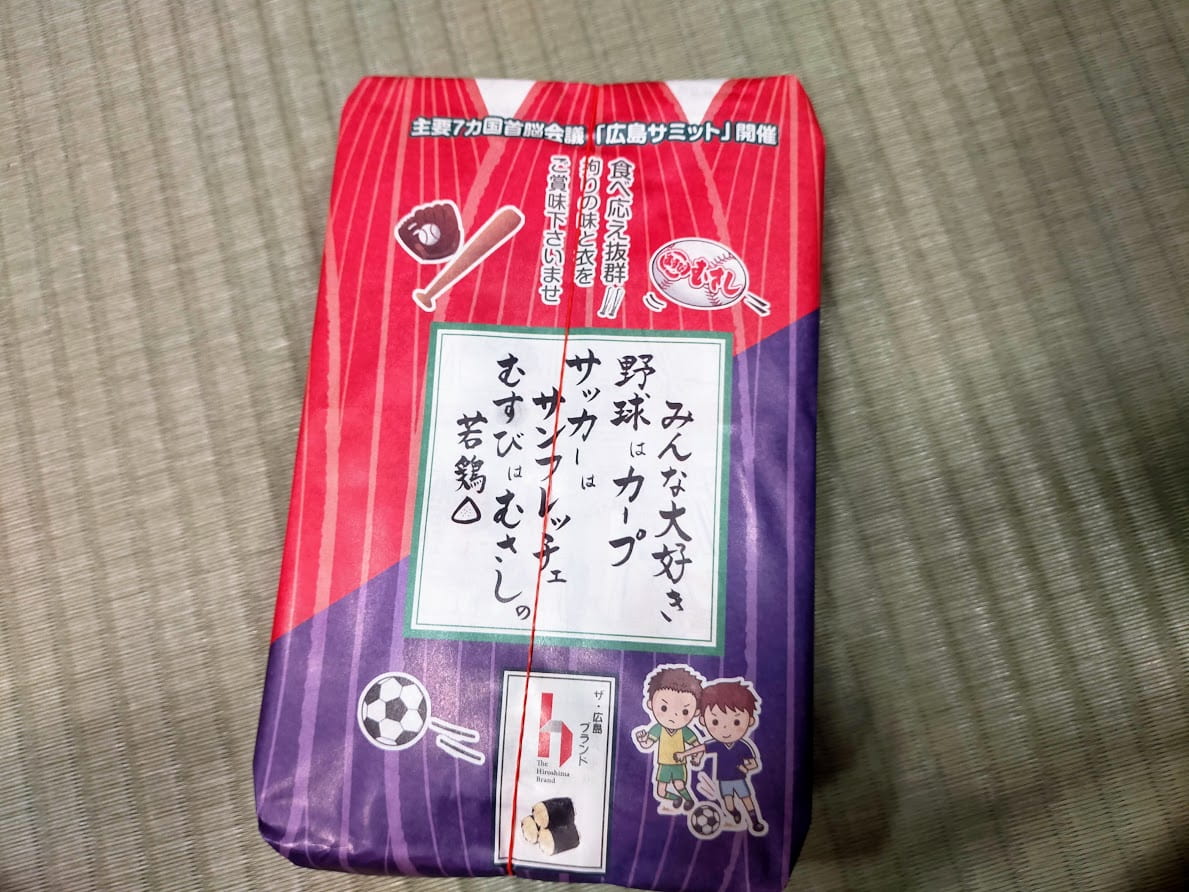 主要7カ国首脳会議「広島サミット」開催
食べ応え抜群!!
拘りの味と衣を
ご賞味下さいませ
むさし
みんな大好き
野球はカープ
サッカーは
サンフレッチェ
むすびはむさしの
若鶏
ザ・広島
ブランド
The
Hiroshima
Brand